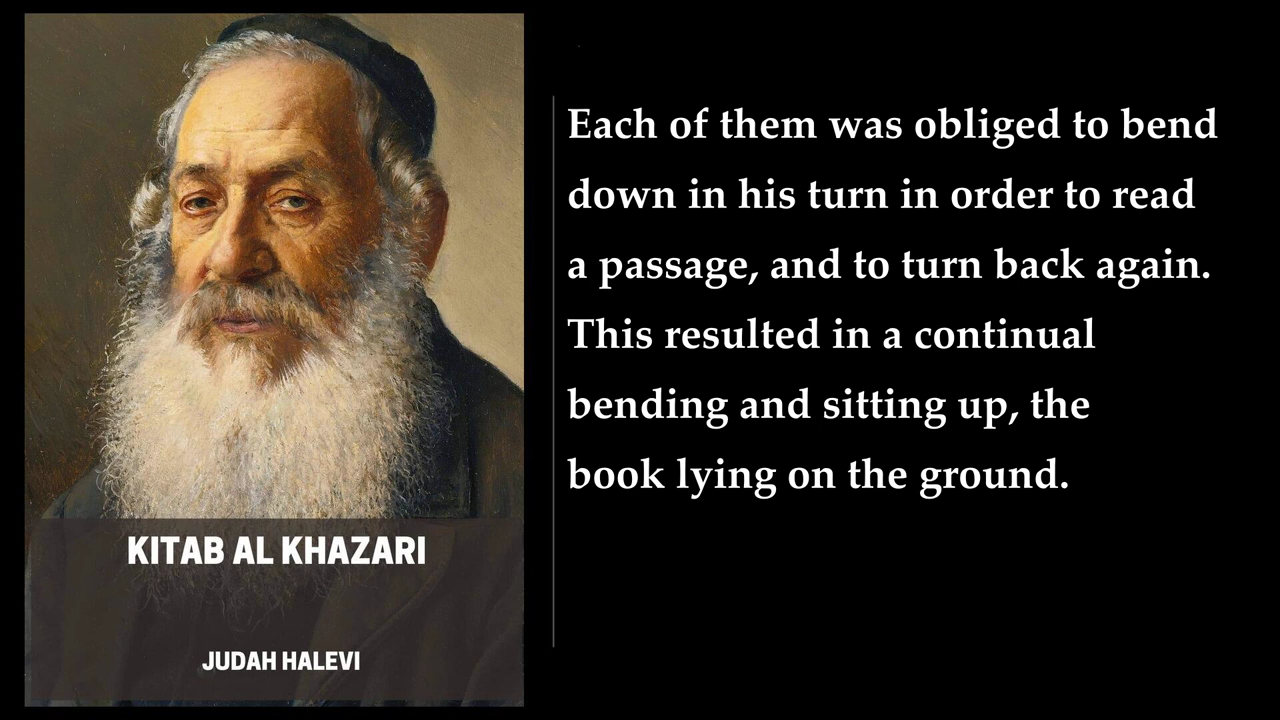 KITAB AL KHAZARI
JUDAH HALEVI
Each of them was obliged to bend
down in his turn in order to read
a passage, and to turn back again.
This resulted in a continual
bending and sitting up, the
book lying on the ground.